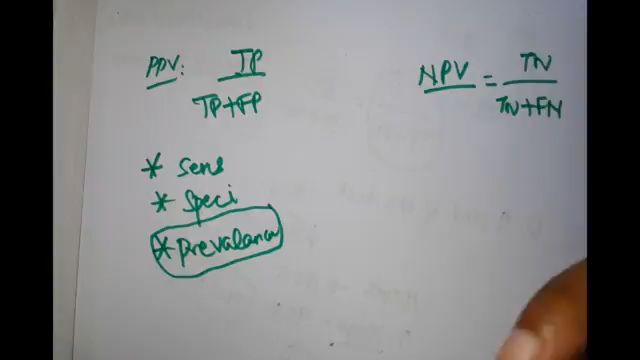 PPV: TP
TP+FP
NPV = TN
TN+FN
* Sens
* Speci
* Prevalance